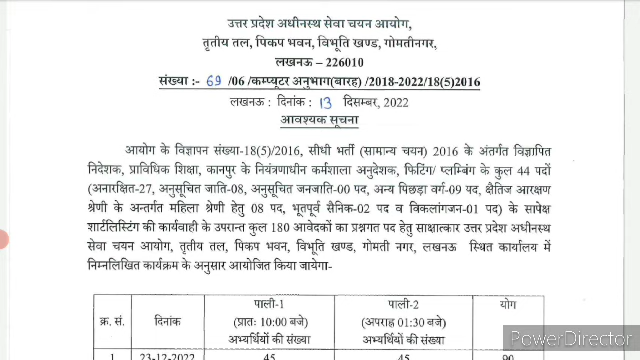 उत्तर प्रदेश अधीनस्थ सेवा चयन आयोग,
तृतीय तल, पिकप भवन, विभूति खण्ड, गोमतीनगर,
लखनऊ – 226010
संख्या :- 69 /06 /कम्प्यूटर अनुभाग(बारह) /2018-2022/18(5)2016
लखनऊ : दिनांक : 13 दिसम्बर, 2022
आवश्यक सूचना
आयोग के विज्ञापन संख्या-18(5)/2016, सीधी भर्ती (सामान्य चयन) 2016 के अंतर्गत विज्ञापित
निदेशक, प्राविधिक शिक्षा, कानपुर के नियंत्रणाधीन कर्मशाला अनुदेशक, फिटिंग/ प्लम्बिंग के कुल 44 पदों
(अनारक्षित-27, अनुसूचित जाति-08, अनुसूचित जनजाति-00 पद, अन्य पिछड़ा वर्ग-09 पद, क्षैतिज आरक्षण
श्रेणी के अन्तर्गत महिला श्रेणी हेतु 08 पद, भूतपूर्व सैनिक-02 पद व विकलांगजन-01 पद) के सापेक्ष
शार्टलिस्टिंग की कार्यवाही के उपरान्त कुल 180 आवेदकों का प्रश्नगत पद हेतु साक्षात्कार उत्तर प्रदेश अधीनस्थ
सेवा चयन आयोग, तृतीय तल, पिकप भवन, विभूति खण्ड, गोमती नगर, लखनऊ स्थित कार्यालय में
निम्नलिखित कार्यक्रम के अनुसार आयोजित किया जायेगा-
क्र. सं. दिनांक पाली-1 (प्रातः 10:00 बजे) अभ्यर्थियों की संख्या पाली-2 (अपराह्न 01:30 बजे) अभ्यर्थियों की संख्या योग
1 23-12-2022 45 45 90
PowerDirector